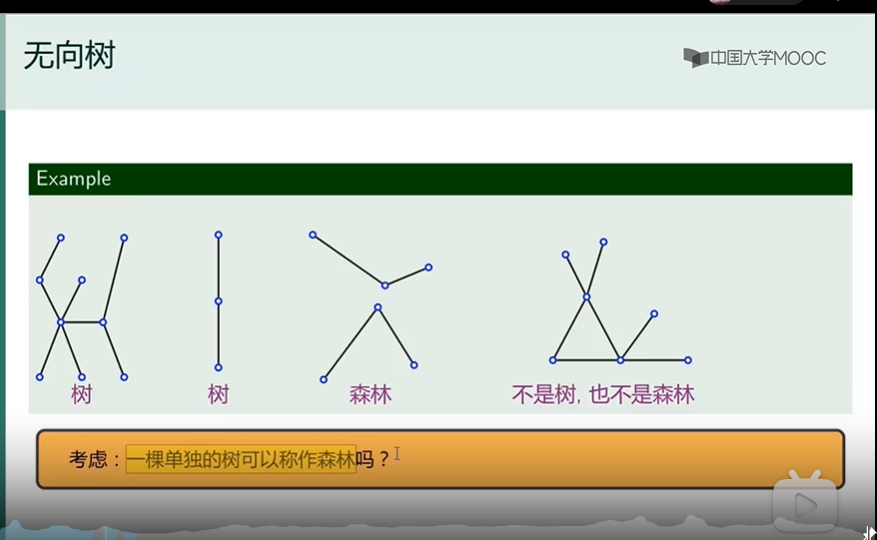 无向树
中国大学MOOC
Example
树
树
森林
不是树, 也不是森林
考虑：一棵单独的树可以称作森林吗？